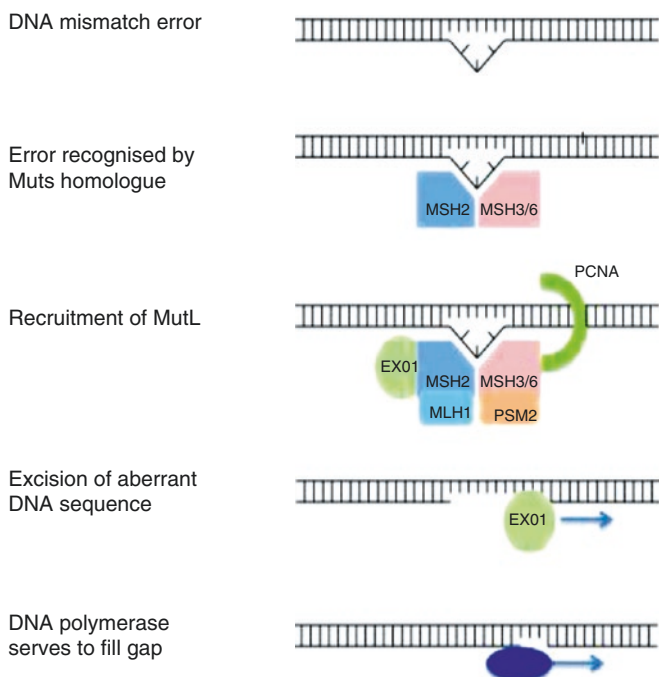 DNA mismatch error
Error recognised by
Muts homologue
MSH2 MSH3/6
PCNA
Recruitment of MutL
EX01
MSH2 MSH3/6
MLH1 PSM2
Excision of aberrant
DNA sequence
EX01
DNA polymerase
serves to fill gap